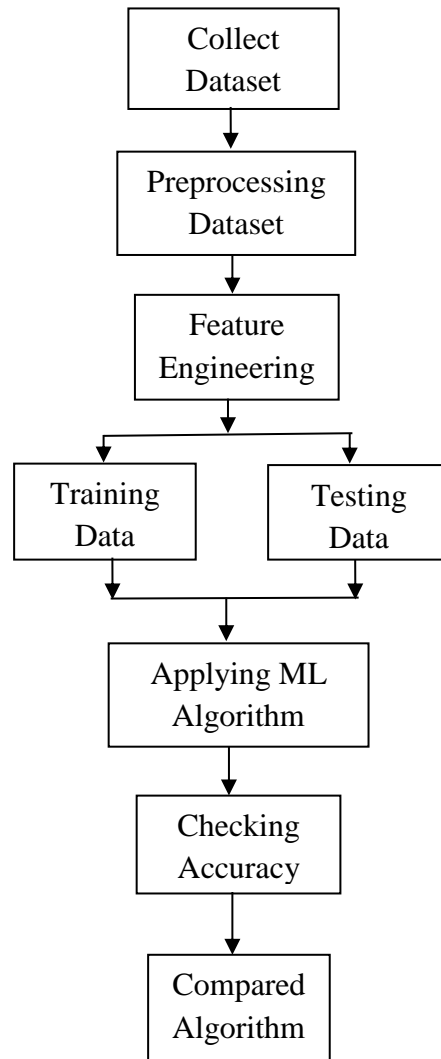 Collect
Dataset
Preprocessing
Dataset
Feature
Engineering
Training
Data
Testing
Data
Applying ML
Algorithm
Checking
Accuracy
Compared
Algorithm